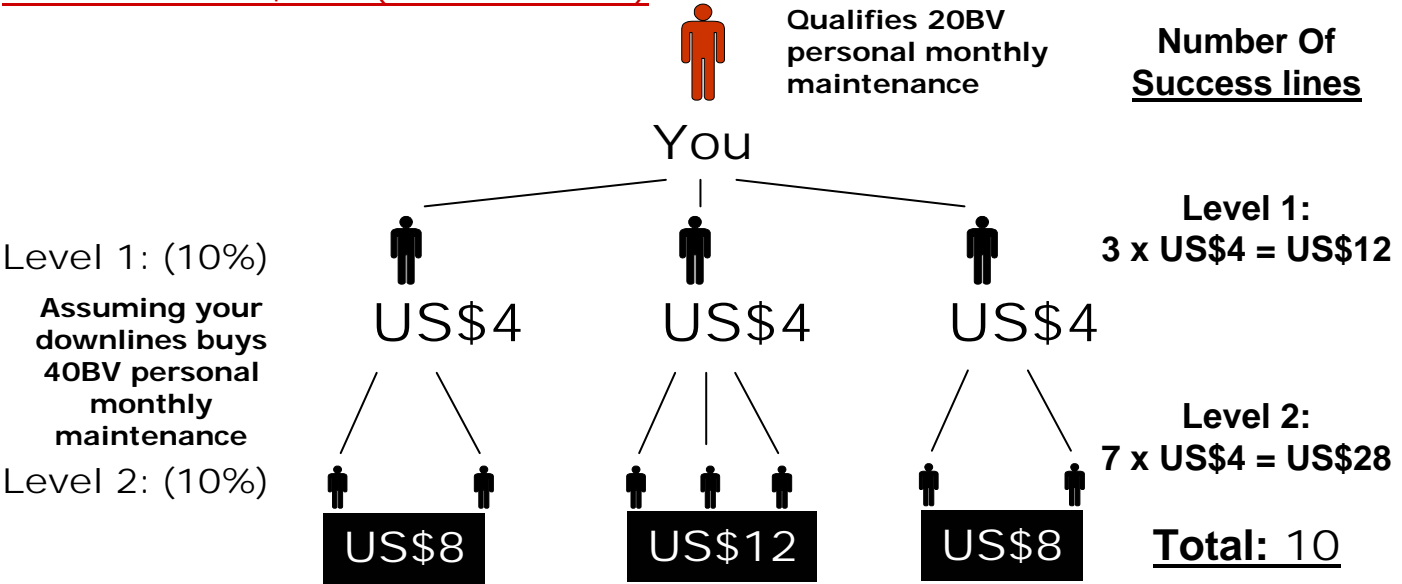 Qualifies 20BV
personal monthly
maintenance
Number Of
Success lines
You
Level 1: (10%)
Level 1:
3 x US$4 = US$12
Assuming your
downlines buys
40BV personal
monthly
maintenance
US$4 US$4 US$4
Level 2:
7 x US$4 = US$28
Level 2: (10%)
US$8 US$12 US$8
Total: 10